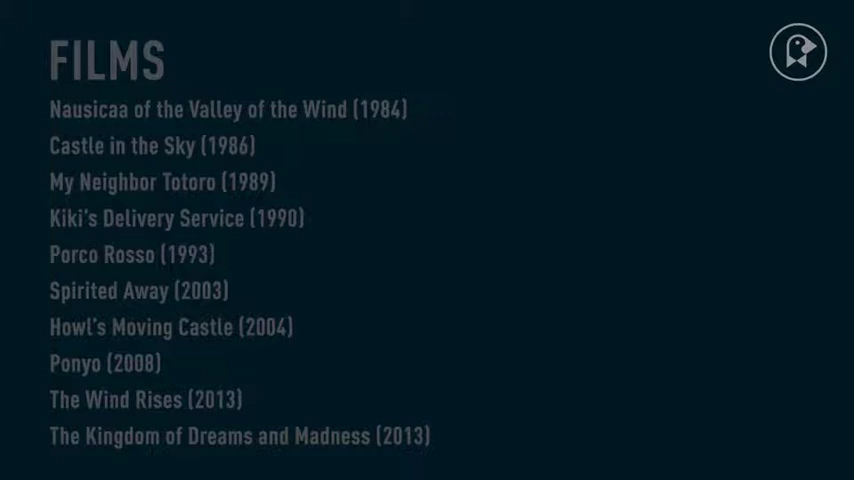 FILMS
Nausicaa of the Valley of the Wind (1984)
Castle in the Sky (1986)
My Neighbor Totoro (1989)
Kiki's Delivery Service (1990)
Porco Rosso (1993)
Spirited Away (2003)
Howl's Moving Castle (2004)
Ponyo (2008)
The Wind Rises (2013)
The Kingdom of Dreams and Madness (2013)